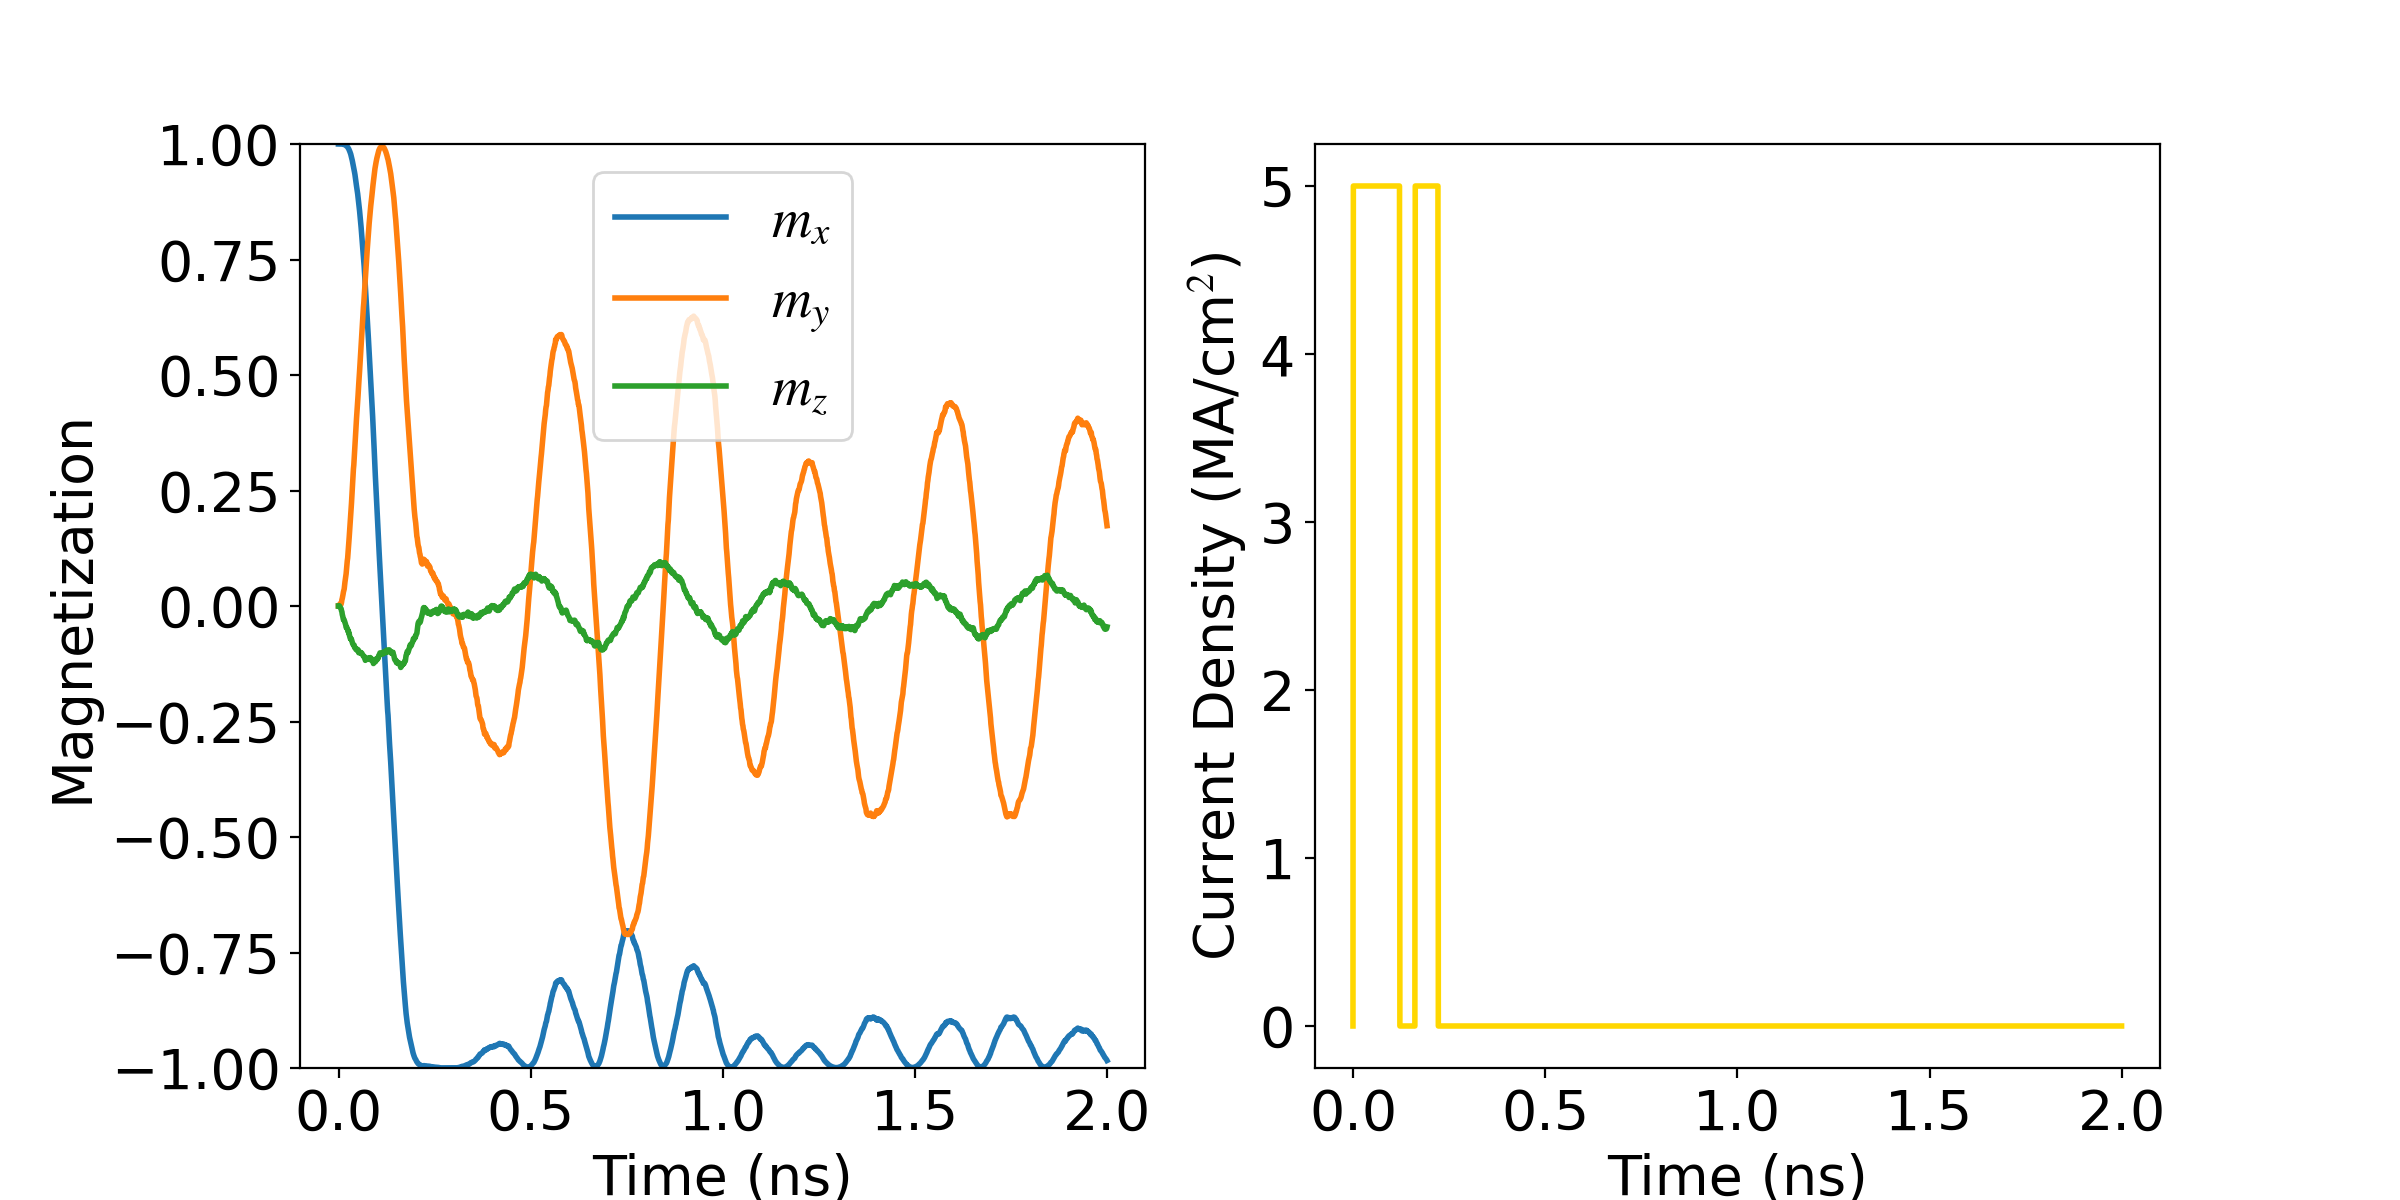 1.00
0.75
0.50
0.25
0.00
−0.25
−0.50
−0.75
−1.00
0.0 0.5 1.0 1.5 2.0
Time (ns)
Magnetization
m_x
m_y
m_z
5
4
3
2
1
0
0.0 0.5 1.0 1.5 2.0
Time (ns)
Current Density (MA/cm²)